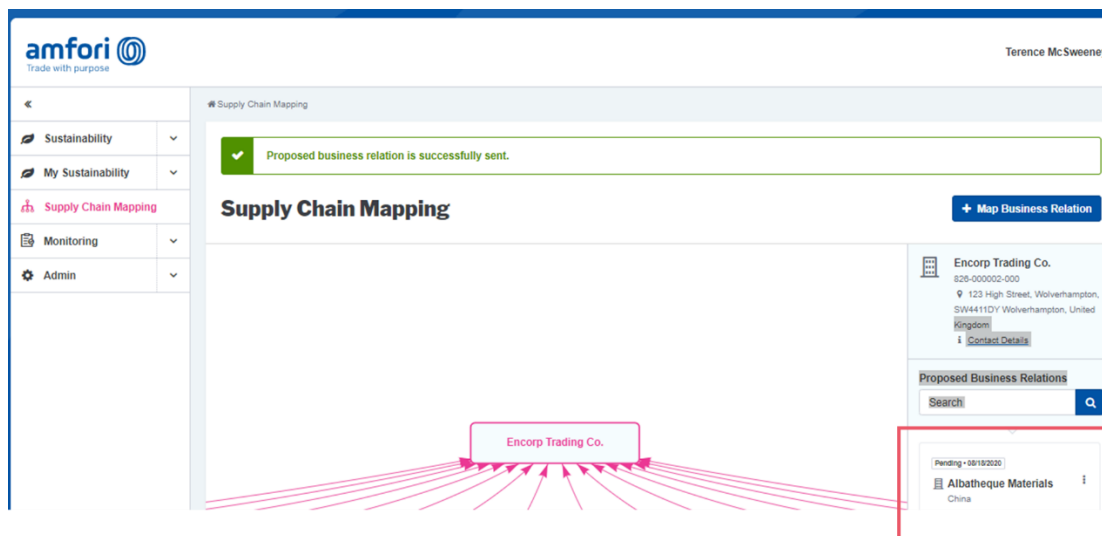 amfori
Trade with purpose
Terence McSweene
Supply Chain Mapping
Sustainability
My Sustainability
Supply Chain Mapping
Monitoring
Admin
Proposed business relation is successfully sent.
Supply Chain Mapping
+ Map Business Relation
Encorp Trading Co.
826-000002-000
123 High Street, Wolverhampton,
SW4411DY Wolverhampton, United
Kingdom
Contact Details
Proposed Business Relations
Search
Encorp Trading Co.
Pending • 08/18/2020
Albatheque Materials
China